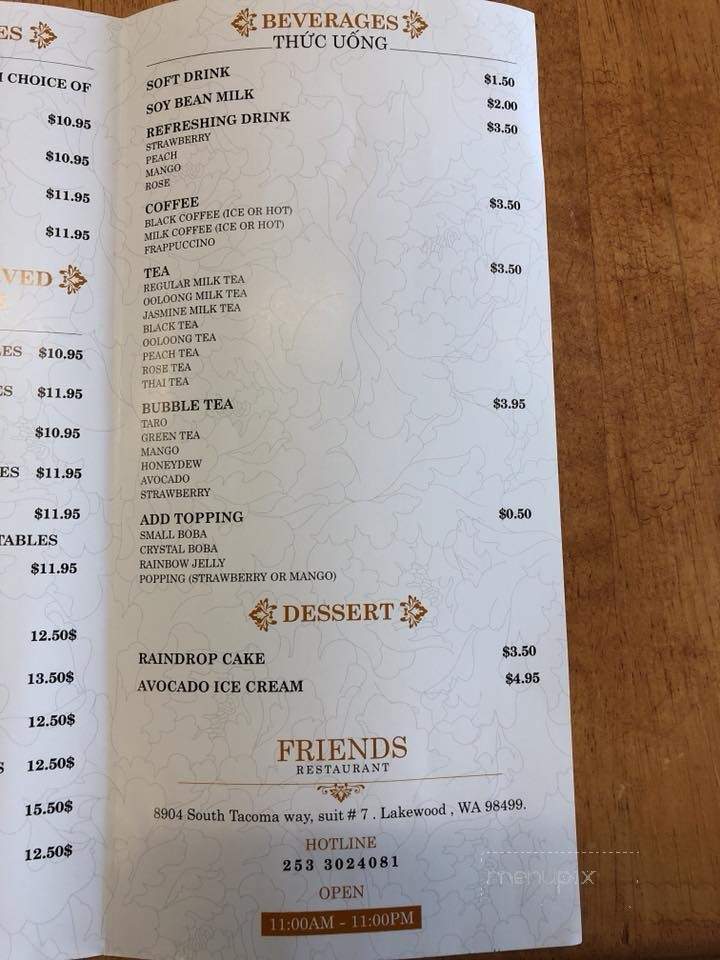 ES
CHOICE OF
$10.95
$10.95
$11.95
$11.95
VED
LES $10.95
ES $11.95
$10.95
LES $11.95
$11.95
TABLES
$11.95
12.50$
13.50$
12.50$
S 12.50$
15.50$
12.50$
BEVERAGES
THỨC UỐNG
SOFT DRINK $1.50
SOY BEAN MILK $2.00
REFRESHING DRINK $3.50
STRAWBERRY
PEACH
MANGO
ROSE
COFFEE $3.50
BLACK COFFEE (ICE OR HOT)
MILK COFFEE (ICE OR HOT)
FRAPPUCCINO
TEA $3.50
REGULAR MILK TEA
OOLOONG MILK TEA
JASMINE MILK TEA
BLACK TEA
OOLOONG TEA
PEACH TEA
ROSE TEA
THAI TEA
BUBBLE TEA $3.95
TARO
GREEN TEA
MANGO
HONEYDEW
AVOCADO
STRAWBERRY
ADD TOPPING $0.50
SMALL BOBA
CRYSTAL BOBA
RAINBOW JELLY
POPPING (STRAWBERRY OR MANGO)
DESSERT
RAINDROP CAKE $3.50
AVOCADO ICE CREAM $4.95
FRIENDS
RESTAURANT
8904 South Tacoma way, suit # 7 . Lakewood , WA 98499.
HOTLINE
253 3024081
OPEN
11:00AM - 11:00PM
menupix